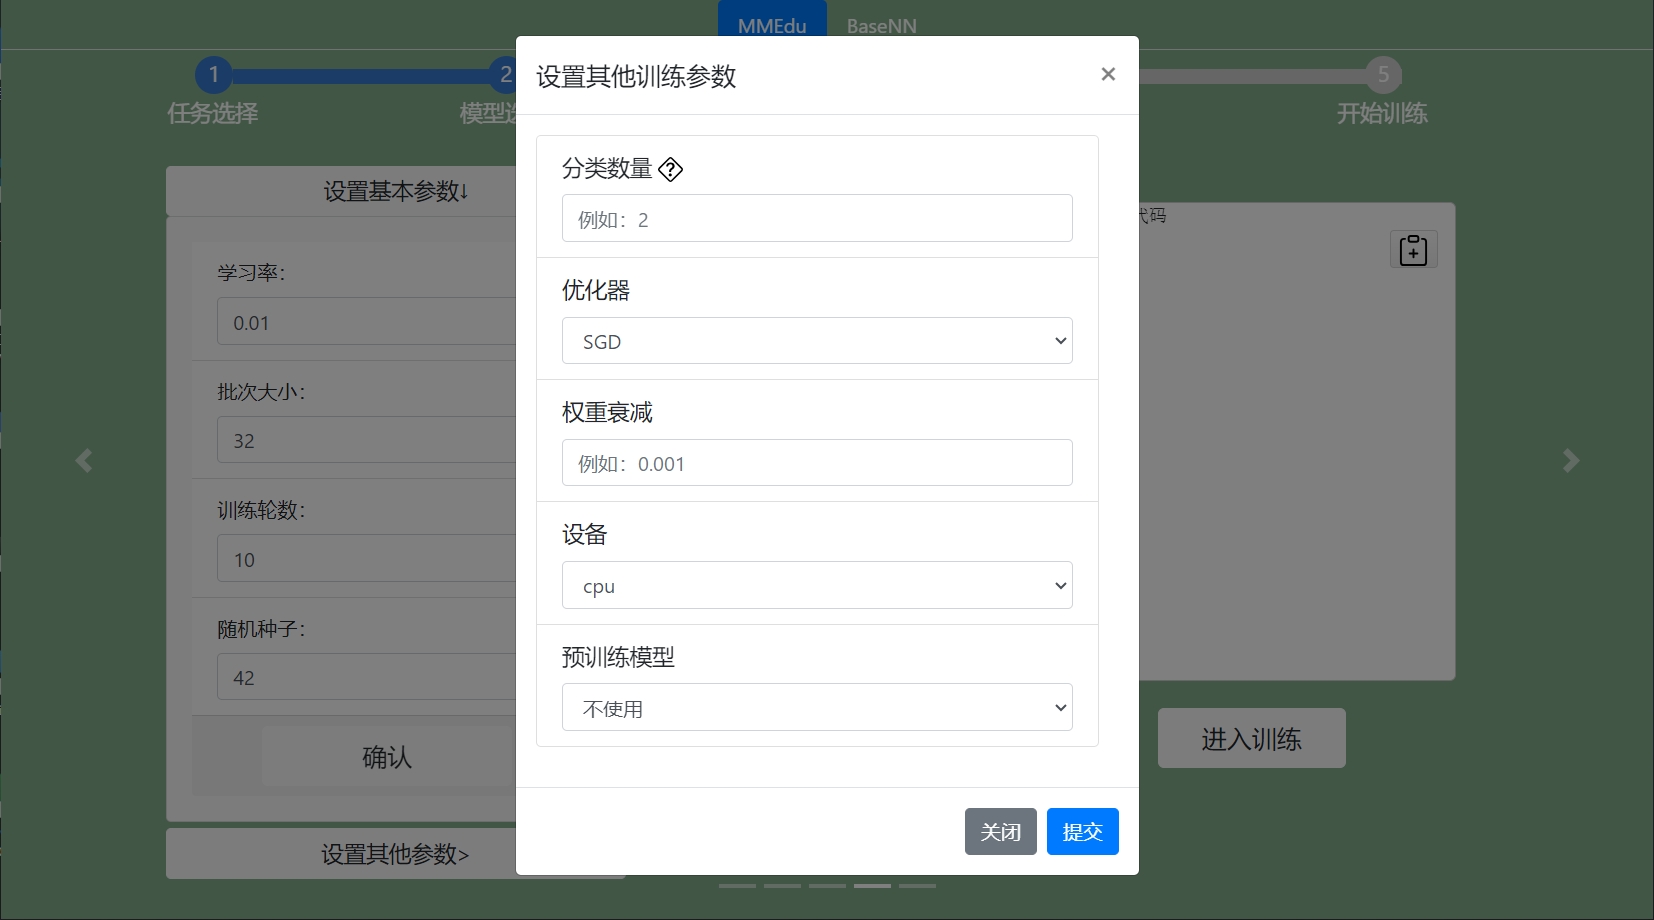 MMEdu BaseNN
1 2 5
任务选择 模型选 开始训练
设置其他训练参数 ×
设置基本参数↓
学习率：
0.01
批次大小：
32
训练轮数：
10
随机种子：
42
确认
设置其他参数>
分类数量
例如：2
优化器
SGD
权重衰减
例如：0.001
设备
cpu
预训练模型
不使用
关闭 提交
代码
进入训练